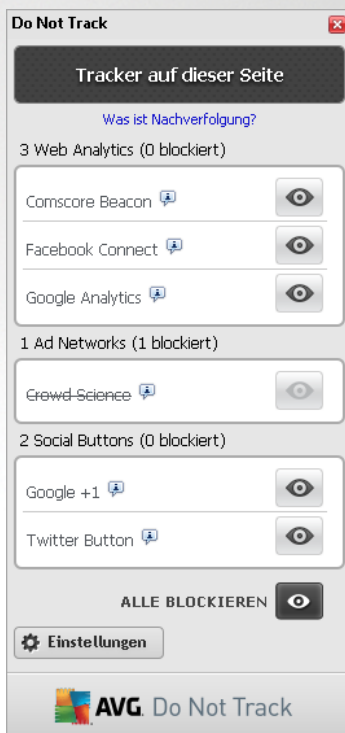 Do Not Track
Tracker auf dieser Seite
Was ist Nachverfolgung?
3 Web Analytics (0 blockiert)
Comscore Beacon
Facebook Connect
Google Analytics
1 Ad Networks (1 blockiert)
Crowd Science
2 Social Buttons (0 blockiert)
Google +1
Twitter Button
ALLE BLOCKIEREN
Einstellungen
AVG. Do Not Track